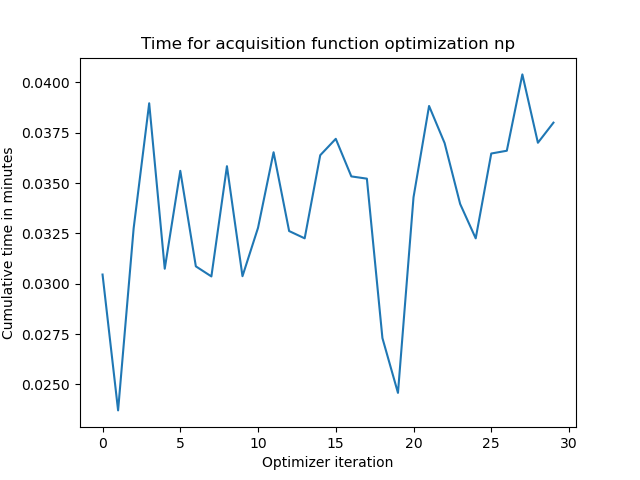 Time for acquisition function optimization np
0.0400
0.0375
0.0350
0.0325
0.0300
0.0275
0.0250
Cumulative time in minutes
0 5 10 15 20 25 30
Optimizer iteration